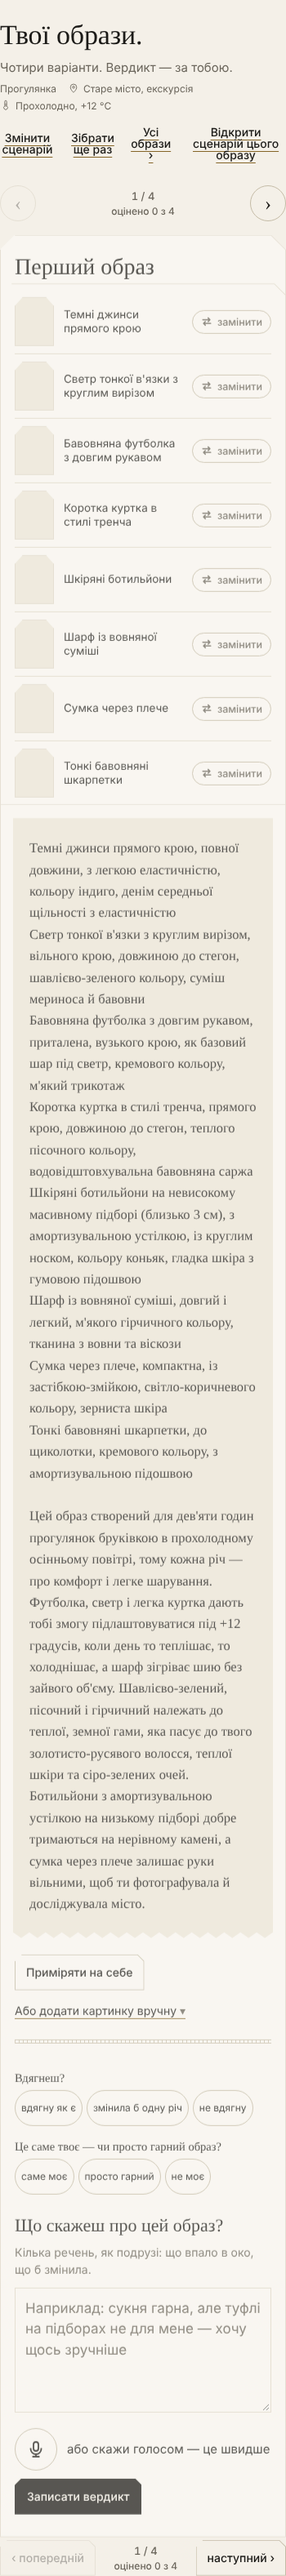 Твої образи.
Чотири варіанти. Вердикт — за тобою.
Прогулянка Старе місто, екскурсія
Прохолодно, +12 °C
Змінити сценарій
Зібрати ще раз
Усі образи ›
Відкрити сценарій цього образу
‹
1 / 4
оцінено 0 з 4
›
Перший образ
Темні джинси
прямого крою
⇄ замінити
Светр тонкої в'язки з
круглим вирізом
⇄ замінити
Бавовняна футболка
з довгим рукавом
⇄ замінити
Коротка куртка в
стилі тренча
⇄ замінити
Шкіряні ботильйони
⇄ замінити
Шарф із вовняної
суміші
⇄ замінити
Сумка через плече
⇄ замінити
Тонкі бавовняні
шкарпетки
⇄ замінити
Темні джинси прямого крою, повної
довжини, з легкою еластичністю,
кольору індиго, денім середньої
щільності з еластичністю
Светр тонкої в'язки з круглим вирізом,
вільного крою, довжиною до стегон,
шавлієво-зеленого кольору, суміш
мериноса й бавовни
Бавовняна футболка з довгим рукавом,
приталена, вузького крою, як базовий
шар під светр, кремового кольору,
м'який трикотаж
Коротка куртка в стилі тренча, прямого
крою, довжиною до стегон, теплого
пісочного кольору,
водовідштовхувальна бавовняна саржа
Шкіряні ботильйони на невисокому
масивному підборі (близько 3 см), з
амортизувальною устілкою, із круглим
носком, кольору коньяк, гладка шкіра з
гумовою підошвою
Шарф із вовняної суміші, довгий і
легкий, м'якого гірчичного кольору,
тканина з вовни та віскози
Сумка через плече, компактна, із
застібкою-змійкою, світло-коричневого
кольору, зерниста шкіра
Тонкі бавовняні шкарпетки, до
щиколотки, кремового кольору, з
амортизувальною підошвою
Цей образ створений для дев'яти годин
прогулянок бруківкою в прохолодному
осінньому повітрі, тому кожна річ —
про комфорт і легке шарування.
Футболка, светр і легка куртка дають
тобі змогу підлаштовуватися під +12
градусів, коли день то теплішає, то
холоднішає, а шарф зігріває шию без
зайвого об'єму. Шавлієво-зелений,
пісочний і гірчичний належать до
теплої, земної гами, яка пасує до твого
золотисто-русявого волосся, теплої
шкіри та сіро-зелених очей.
Ботильйони з амортизувальною
устілкою на низькому підборі добре
тримаються на нерівному камені, а
сумка через плече залишає руки
вільними, щоб ти фотографувала й
досліджувала місто.
Приміряти на себе
Або додати картинку вручну ▾
Вдягнеш?
вдягну як є
змінила б одну річ
не вдягну
Це саме твоє — чи просто гарний образ?
саме моє
просто гарний
не моє
Що скажеш про цей образ?
Кілька речень, як подрузі: що впало в око,
що б змінила.
Наприклад: сукня гарна, але туфлі
на підборах не для мене — хочу
щось зручніше
або скажи голосом — це швидше
Записати вердикт
‹ попередній
1 / 4
оцінено 0 з 4
наступний ›